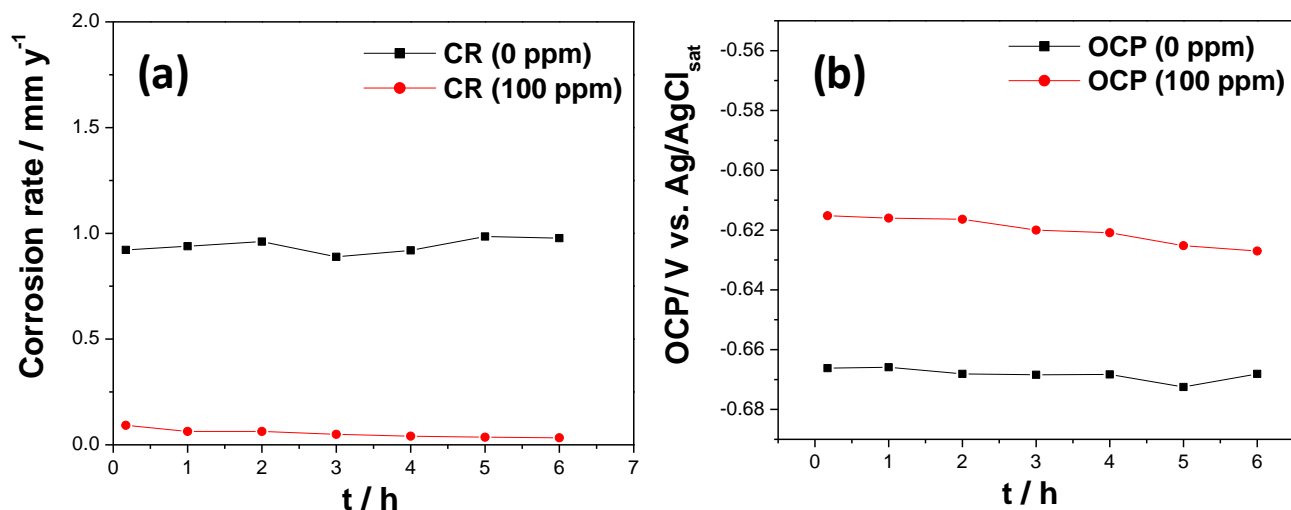 (a)
CR (0 ppm)
CR (100 ppm)
Corrosion rate / mm y⁻¹
2.0
1.5
1.0
0.5
0.0
0 1 2 3 4 5 6 7
t / h
(b)
OCP (0 ppm)
OCP (100 ppm)
OCP/ V vs. Ag/AgCl_sat
-0.56
-0.58
-0.60
-0.62
-0.64
-0.66
-0.68
0 1 2 3 4 5 6
t / h